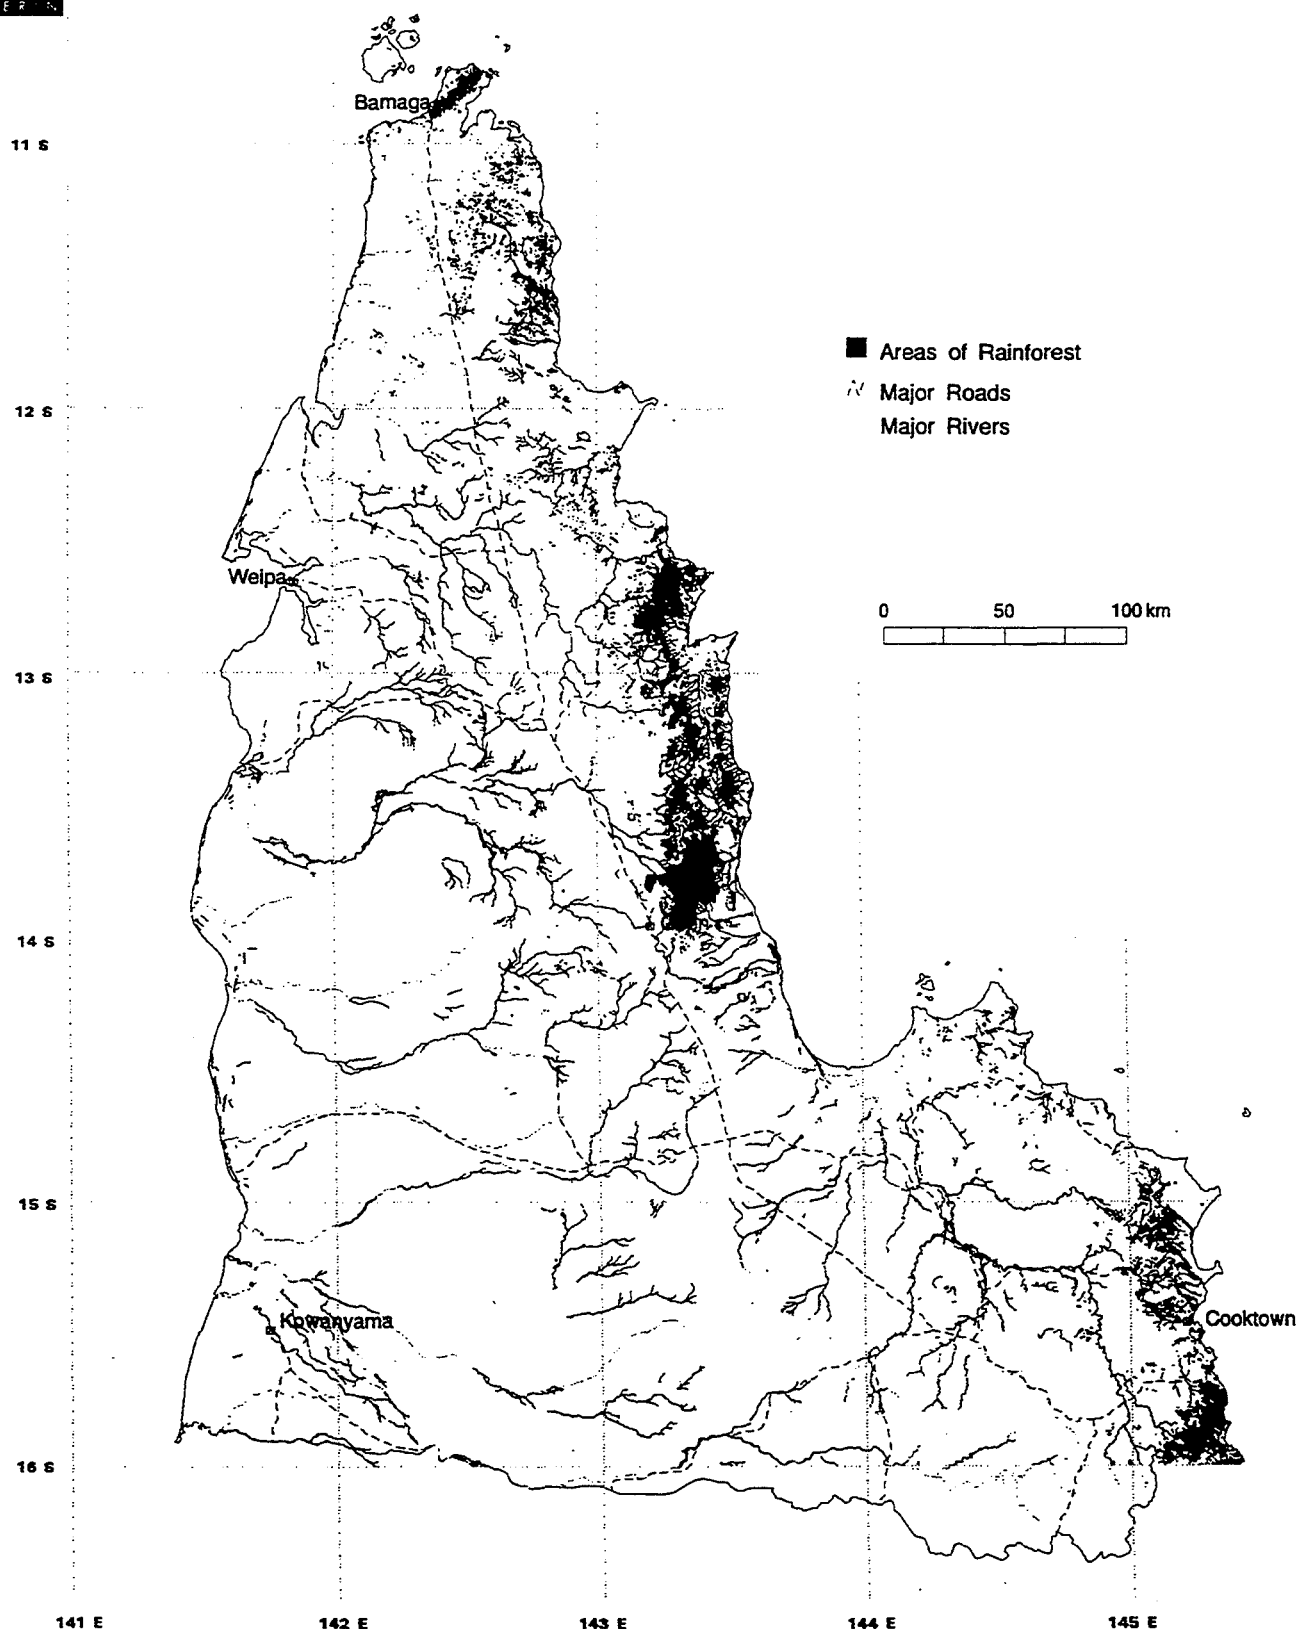 ERIN
Bamaga
11 S
Areas of Rainforest
Major Roads
12 S
Major Rivers
Weipa
0 50 100 km
13 S
14 S
15 S
Cooktown
Kowanyama
16 S
141 E 142 E 143 E 144 E 145 E